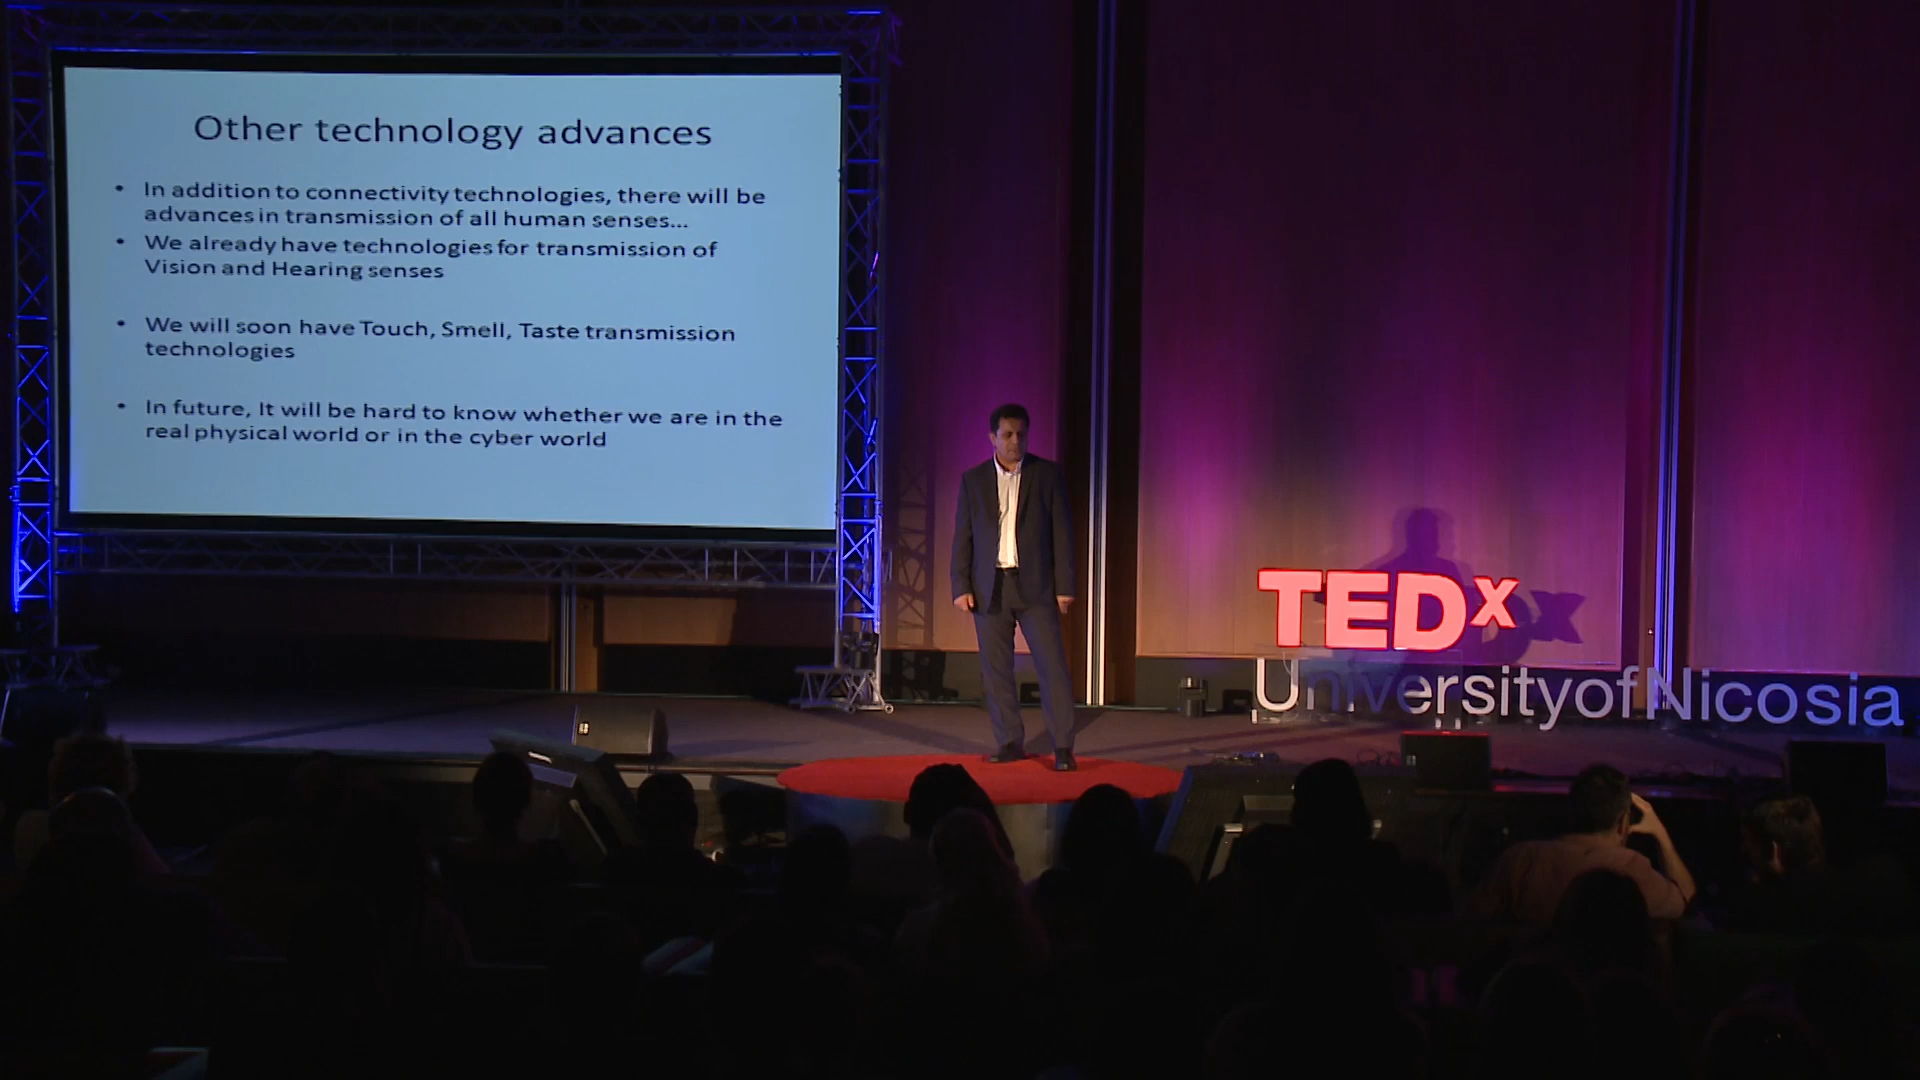 Other technology advances
• In addition to connectivity technologies, there will be
advances in transmission of all human senses...
• We already have technologies for transmission of
Vision and Hearing senses
• We will soon have Touch, Smell, Taste transmission
technologies
• In future, It will be hard to know whether we are in the
real physical world or in the cyber world
TEDx
UniversityofNicosia